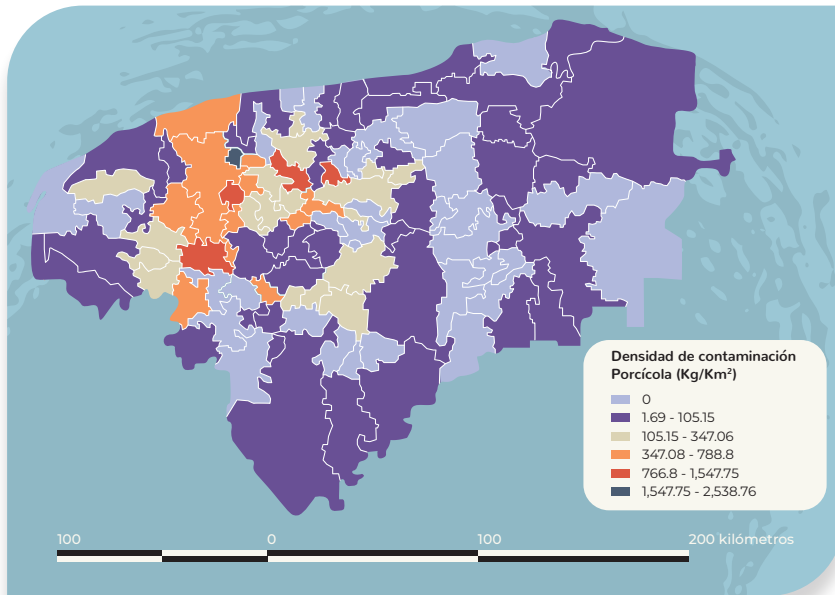 Densidad de contaminación
Porcícola (Kg/Km²)
0
1.69 - 105.15
105.15 - 347.06
347.08 - 788.8
766.8 - 1,547.75
1,547.75 - 2,538.76
100 0 100 200 kilómetros